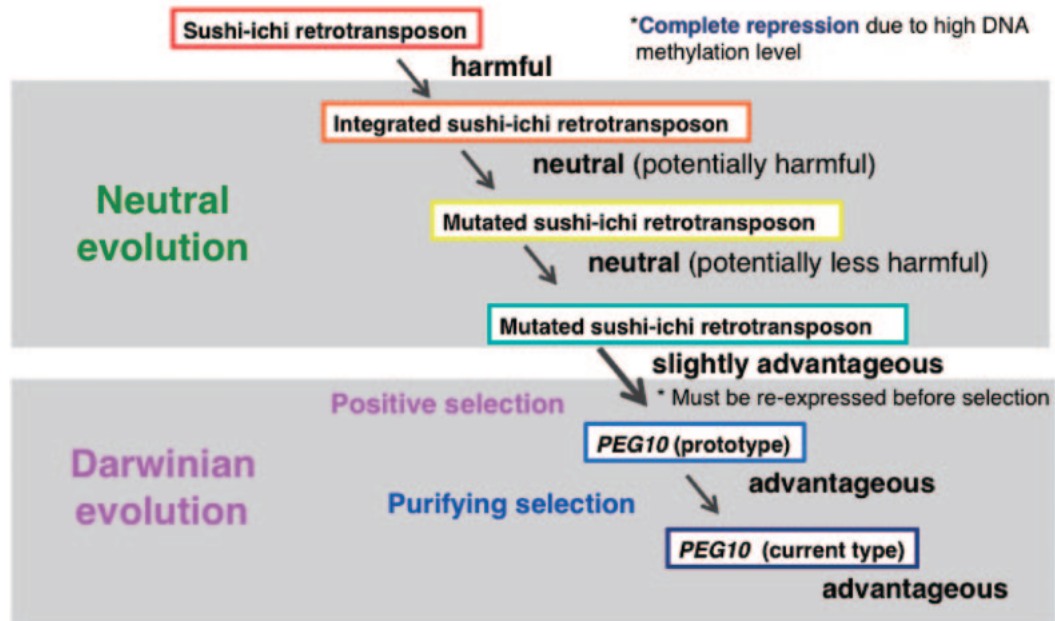 Sushi-ichi retrotransposon
*Complete repression due to high DNA
methylation level
harmful
Integrated sushi-ichi retrotransposon
neutral (potentially harmful)
Neutral
evolution
Mutated sushi-ichi retrotransposon
neutral (potentially less harmful)
Mutated sushi-ichi retrotransposon
slightly advantageous
Positive selection
* Must be re-expressed before selection
PEG10 (prototype)
Darwinian
evolution
advantageous
Purifying selection
PEG10 (current type)
advantageous